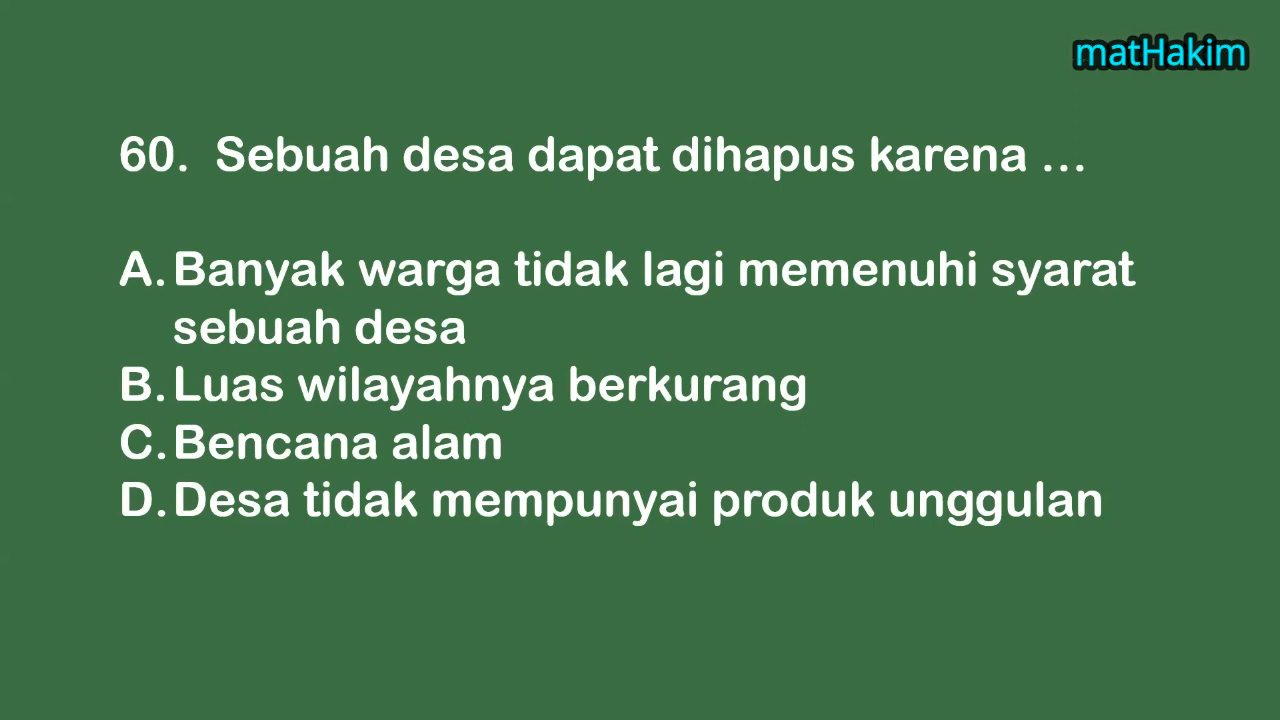 matHakim
60. Sebuah desa dapat dihapus karena ...
A. Banyak warga tidak lagi memenuhi syarat
sebuah desa
B. Luas wilayahnya berkurang
C. Bencana alam
D. Desa tidak mempunyai produk unggulan